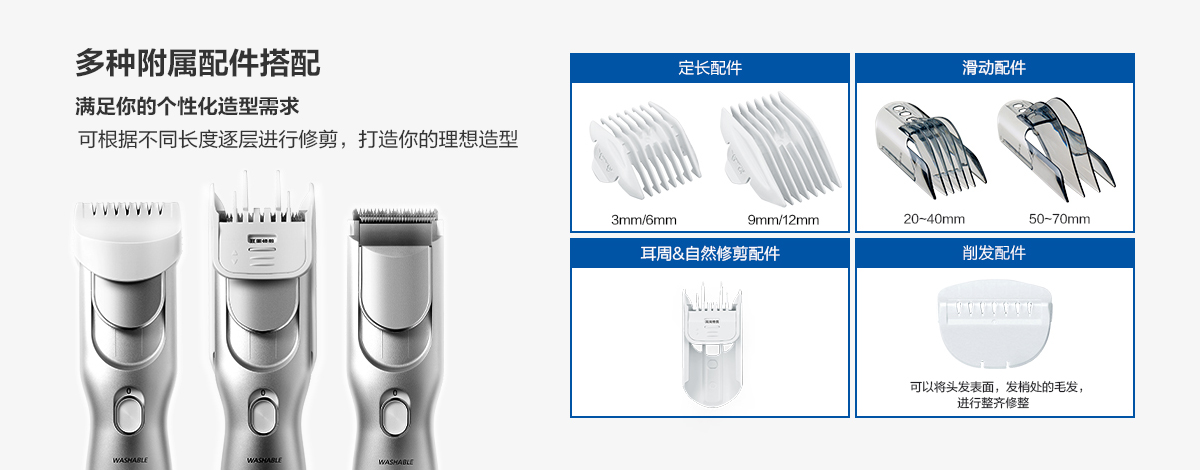 多种附属配件搭配
满足你的个性化造型需求
可根据不同长度逐层进行修剪，打造你的理想造型
定长配件
滑动配件
3mm/6mm
9mm/12mm
20~40mm
50~70mm
耳周&自然修剪配件
削发配件
可以将头发表面，发梢处的毛发，
进行整齐修整
0
0
0
WASHABLE
WASHABLE
WASHABLE